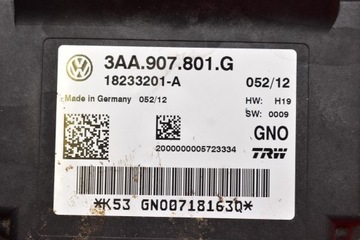 3AA.907.801.G
18233201-A 052/12
Made in Germany 052/12 HW: H19
SW: 0009
GNO
2000000005723334 TRW
*K53 GNO0718163Q*